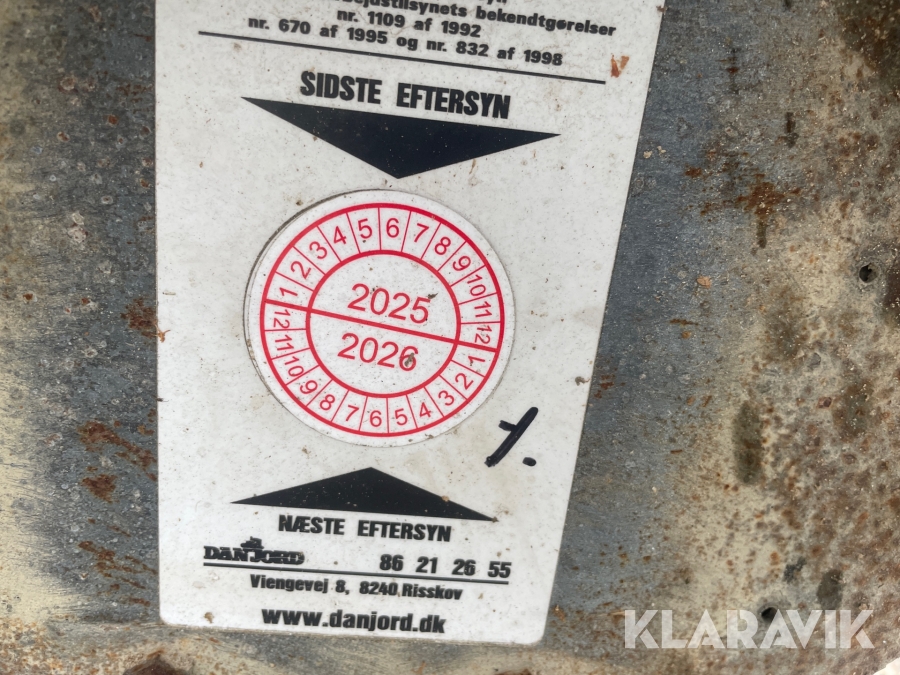 bejdstilsynets bekendtgørelser
nr. 1109 af 1992
nr. 670 af 1995 og nr. 832 af 1998
SIDSTE EFTERSYN
1 2 3 4 5 6 7 8 9 10 11 12
2025
2026
12 11 10 9 8 7 6 5 4 3 2 1
7.
NÆSTE EFTERSYN
DANJORD 86 21 26 55
Viengevej 8, 8240 Risskov
www.danjord.dk
KLARAVIK